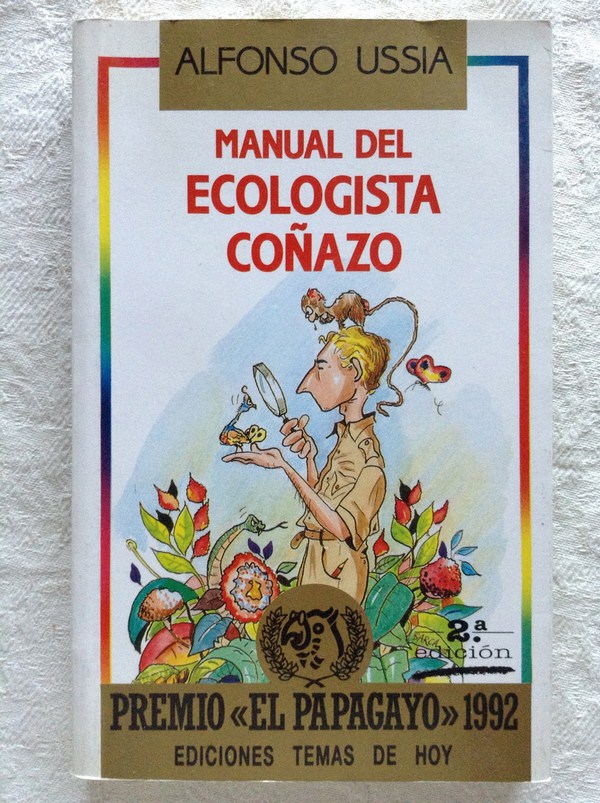 ALFONSO USSIA
MANUAL DEL
ECOLOGISTA
COÑAZO
2.ª
edición
PREMIO «EL PAPAGAYO» 1992
EDICIONES TEMAS DE HOY